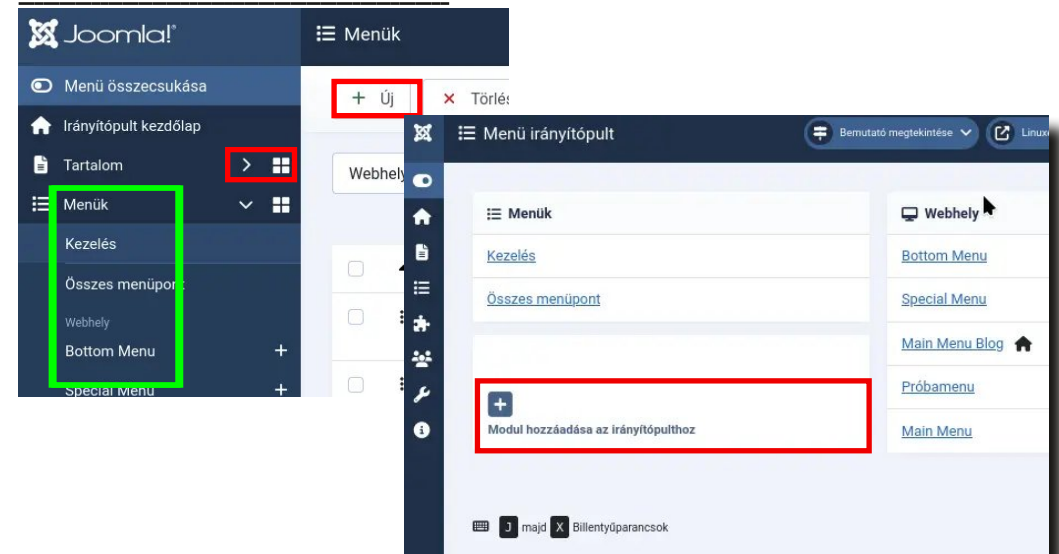 Joomla!®
Menük
Menü összecsukása
Új
Irányítópult kezdőlap
Tartalom
Menük
Kezelés
Összes menüpont
Webhely
Bottom Menu
Special Menu
Menü irányítópult
Bemutató megtekintése
Menük
Kezelés
Összes menüpont
Modul hozzáadása az irányítópulthoz
J majd X Billentyűparancsok
Webhely
Bottom Menu
Special Menu
Main Menu Blog
Próbamenu
Main Menu